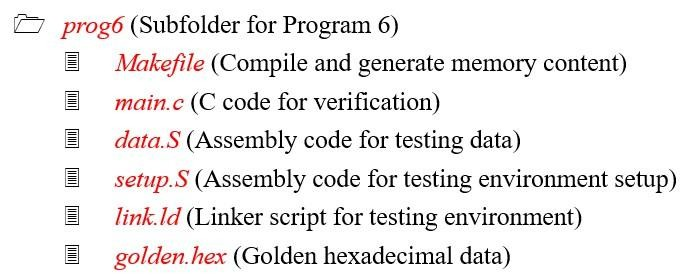 prog6 (Subfolder for Program 6)
Makefile (Compile and generate memory content)
main.c (C code for verification)
data.S (Assembly code for testing data)
setup.S (Assembly code for testing environment setup)
link.ld (Linker script for testing environment)
golden.hex (Golden hexadecimal data)